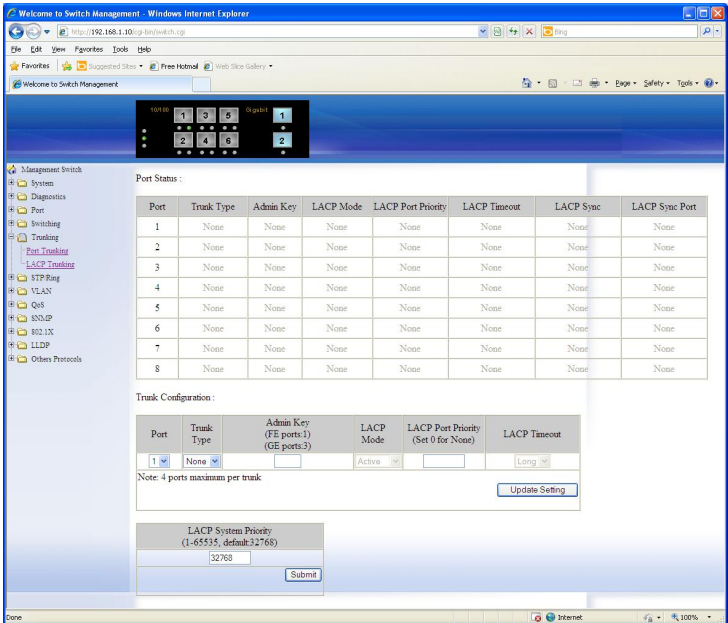 Welcome to Switch Management - Windows Internet Explorer
http://192.168.1.10/cgi-bin/switch.cgi
Bing
File Edit View Favorites Tools Help
Favorites Suggested Sites Free Hotmail Web Slice Gallery
Welcome to Switch Management
Page Safety Tools
10/100 1 3 5 Gigabit 1
2 4 6 2
Management Switch
System
Diagnostics
Port
Switching
Trunking
Port Trunking
LACP Trunking
STP/Ring
VLAN
QoS
SNMP
802.1X
LLDP
Others Protocols
Port Status :
Port Trunk Type Admin Key LACP Mode LACP Port Priority LACP Timeout LACP Sync LACP Sync Port
1 None None None None None None None
2 None None None None None None None
3 None None None None None None None
4 None None None None None None None
5 None None None None None None None
6 None None None None None None None
7 None None None None None None None
8 None None None None None None None
Trunk Configuration :
Port Trunk Type Admin Key (FE ports:1) (GE ports:3) LACP Mode LACP Port Priority (Set 0 for None) LACP Timeout
1 None Active Long
Note: 4 ports maximum per trunk
Update Setting
LACP System Priority
(1-65535, default:32768)
32768
Submit
Done Internet 100%